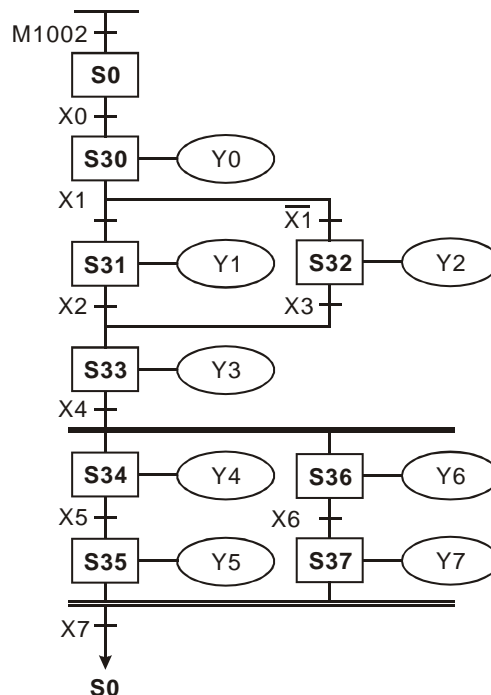 M1002
S0
X0
S30 Y0
X1 X̅1̅
S31 Y1 S32 Y2
X2 X3
S33 Y3
X4
S34 Y4 S36 Y6
X5 X6
S35 Y5 S37 Y7
X7
S0